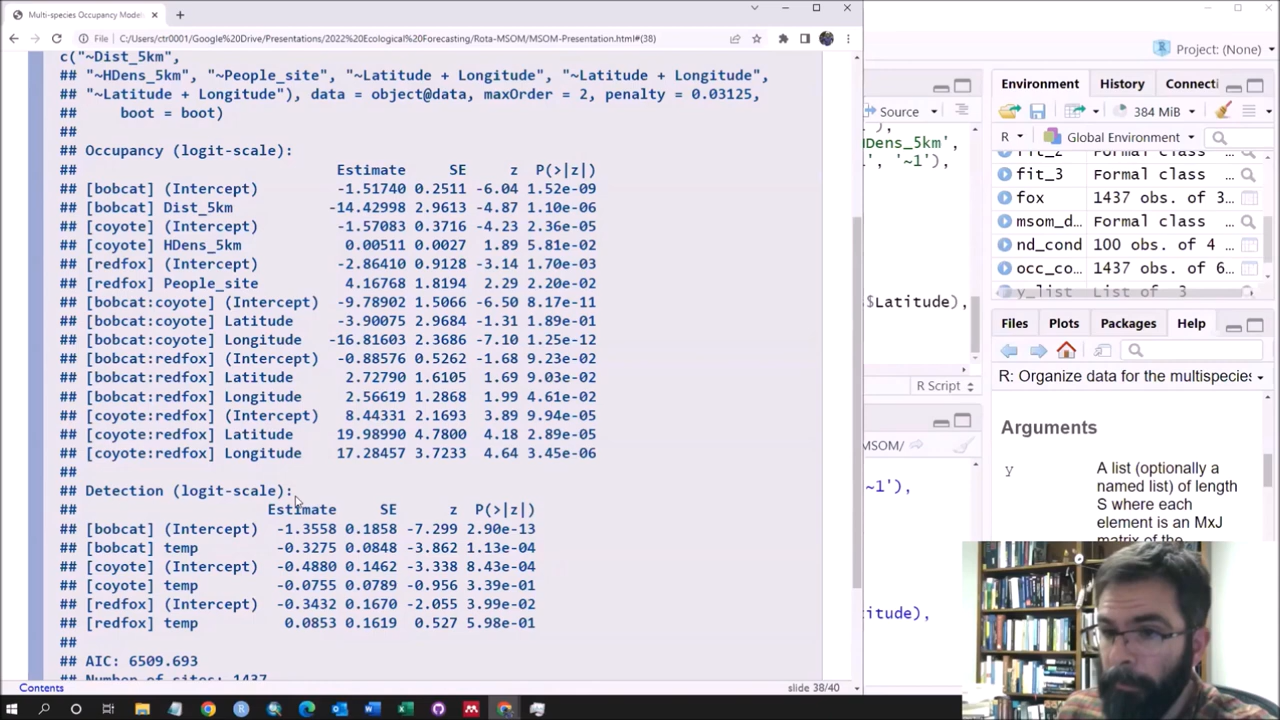 Multi-species Occupancy Mode
File
C:/Users/ctr0001/Google%20Drive/Presentations/2022%20Ecological%20Forecasting/Rota-MSOM/MSOM-Presentation.html#(38)
c("~Dist_5km",
## "~HDens_5km", "~People_site", "~Latitude + Longitude", "~Latitude + Longitude",
## "~Latitude + Longitude"), data = object@data, maxOrder = 2, penalty = 0.03125,
## boot = boot)
##
## Occupancy (logit-scale):
## Estimate SE z P(>|z|)
## [bobcat] (Intercept) -1.51740 0.2511 -6.04 1.52e-09
## [bobcat] Dist_5km -14.42998 2.9613 -4.87 1.10e-06
## [coyote] (Intercept) -1.57083 0.3716 -4.23 2.36e-05
## [coyote] HDens_5km 0.00511 0.0027 1.89 5.81e-02
## [redfox] (Intercept) -2.86410 0.9128 -3.14 1.70e-03
## [redfox] People_site 4.16768 1.8194 2.29 2.20e-02
## [bobcat:coyote] (Intercept) -9.78902 1.5066 -6.50 8.17e-11
## [bobcat:coyote] Latitude -3.90075 2.9684 -1.31 1.89e-01
## [bobcat:coyote] Longitude -16.81603 2.3686 -7.10 1.25e-12
## [bobcat:redfox] (Intercept) -0.88576 0.5262 -1.68 9.23e-02
## [bobcat:redfox] Latitude 2.72790 1.6105 1.69 9.03e-02
## [bobcat:redfox] Longitude 2.56619 1.2868 1.99 4.61e-02
## [coyote:redfox] (Intercept) 8.44331 2.1693 3.89 9.94e-05
## [coyote:redfox] Latitude 19.98990 4.7800 4.18 2.89e-05
## [coyote:redfox] Longitude 17.28457 3.7233 4.64 3.45e-06
##
## Detection (logit-scale):
## Estimate SE z P(>|z|)
## [bobcat] (Intercept) -1.3558 0.1858 -7.299 2.90e-13
## [bobcat] temp -0.3275 0.0848 -3.862 1.13e-04
## [coyote] (Intercept) -0.4880 0.1462 -3.338 8.43e-04
## [coyote] temp -0.0755 0.0789 -0.956 3.39e-01
## [redfox] (Intercept) -0.3432 0.1670 -2.055 3.99e-02
## [redfox] temp 0.0853 0.1619 0.527 5.98e-01
##
## AIC: 6509.693
## Number of sites: 1437
Contents
slide 38/40
Project: (None)
Source
),
HDens_5km',
', '~1'),
$Latitude),
R Script
MSOM/
~1'),
titude),
Environment
History
Connecti
384 MiB
R
Global Environment
fit_2 Formal class ...
fit_3 Formal class
fox 1437 obs. of 3…
msom_d… Formal class
nd_cond 100 obs. of 4
occ_co… 1437 obs. of 6…
y_list List of 3
Files
Plots
Packages
Help
R: Organize data for the multispecies
Arguments
y
A list (optionally a
named list) of length
S where each
element is an MxJ
matrix of the